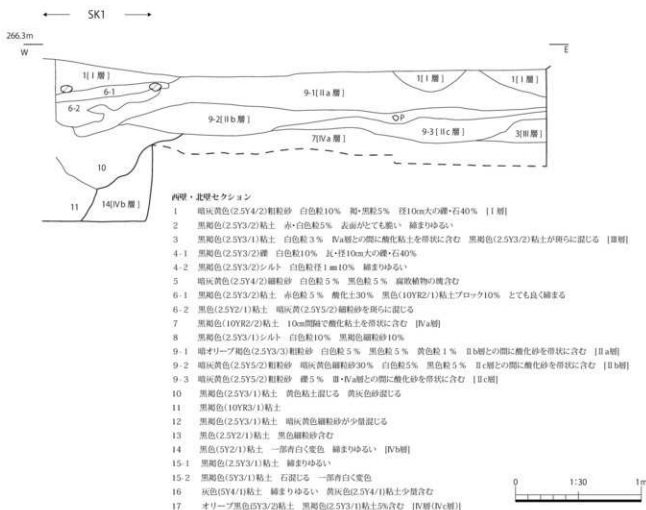 SK1
266.3m
W
E
1[Ⅰ層]
6-1
6-2
9-1[Ⅱa層]
1[Ⅰ層]
1[Ⅰ層]
9-2[Ⅱb層]
P
9-3[Ⅱc層]
3[Ⅲ層]
7[Ⅳa層]
10
11
14[Ⅳb層]
西壁・北壁セクション
1 暗灰黄色(2.5Y4/2)粗粒砂 白色粒10% 褐・黒粒5% 径10cm大の礫・石40% [Ⅰ層]
2 黒褐色(2.5Y3/2)粘土 赤・白色粒5% 表面がとても脆い 締まりゆるい
3 黒褐色(2.5Y3/1)粘土 白色粒3% Ⅳa層との間に酸化粘土を帯状に含む 黒褐色(2.5Y3/2)粘土が斑らに混じる [Ⅲ層]
4-1 黒褐色(2.5Y3/2)礫 白色粒10% 瓦・径10cm大の礫・石40%
4-2 黒褐色(2.5Y3/2)シルト 白色粒径1㎜10% 締まりゆるい
5 暗灰黄色(2.5Y4/2)細粒砂 白色粒5% 黒色粒5% 腐敗植物の塊含む
6-1 黒褐色(2.5Y3/2)粘土 赤色粒5% 酸化土30% 黒色(10YR2/1)粘土ブロック10% とても良く締まる
6-2 黒色(2.5Y2/1)粘土 暗灰黄(2.5Y5/2)細粒砂を斑らに混じる
7 黒褐色(10YR2/2)粘土 10cm間隔で酸化粘土を帯状に含む [Ⅳa層]
8 黒褐色(2.5Y3/1)シルト 白色粒10% 黒褐色細粒砂10%
9-1 暗オリーブ褐色(2.5Y3/3)粗粒砂 白色粒5% 黒色粒5% 黄色粒1% Ⅱb層との間に酸化砂を帯状に含む [Ⅱa層]
9-2 暗灰黄色(2.5Y5/2)粗粒砂 暗灰黄色細粒砂30% 白色粒5% 黒色粒5% Ⅱc層との間に酸化砂を帯状に含む [Ⅱb層]
9-3 暗灰黄色(2.5Y5/2)粗粒砂 礫5% Ⅲ・Ⅳa層との間に酸化砂を帯状に含む [Ⅱc層]
10 黒褐色(2.5Y3/1)粘土 黄色粘土混じる 黄灰色砂混じる
11 黒褐色(10YR3/1)粘土
12 黒褐色(2.5Y3/1)粘土 暗灰黄色細粒砂が少量混じる
13 黒色(2.5Y2/1)粘土 黒色細粒砂含む
14 黒色(5Y2/1)粘土 一部青白く変色 締まりゆるい [Ⅳb層]
15-1 黒褐色(2.5Y3/1)粘土 締まりゆるい
15-2 黒褐色(5Y3/1)粘土 石混じる 一部青白く変色
16 灰色(5Y4/1)粘土 締まりゆるい 黄灰色(2.5Y4/1)粘土少量含む
17 オリーブ黒色(5Y3/2)粘土 黒褐色(2.5Y3/1)粘土5%含む [Ⅳ層(Ⅳc層)]
0
1:30
1m